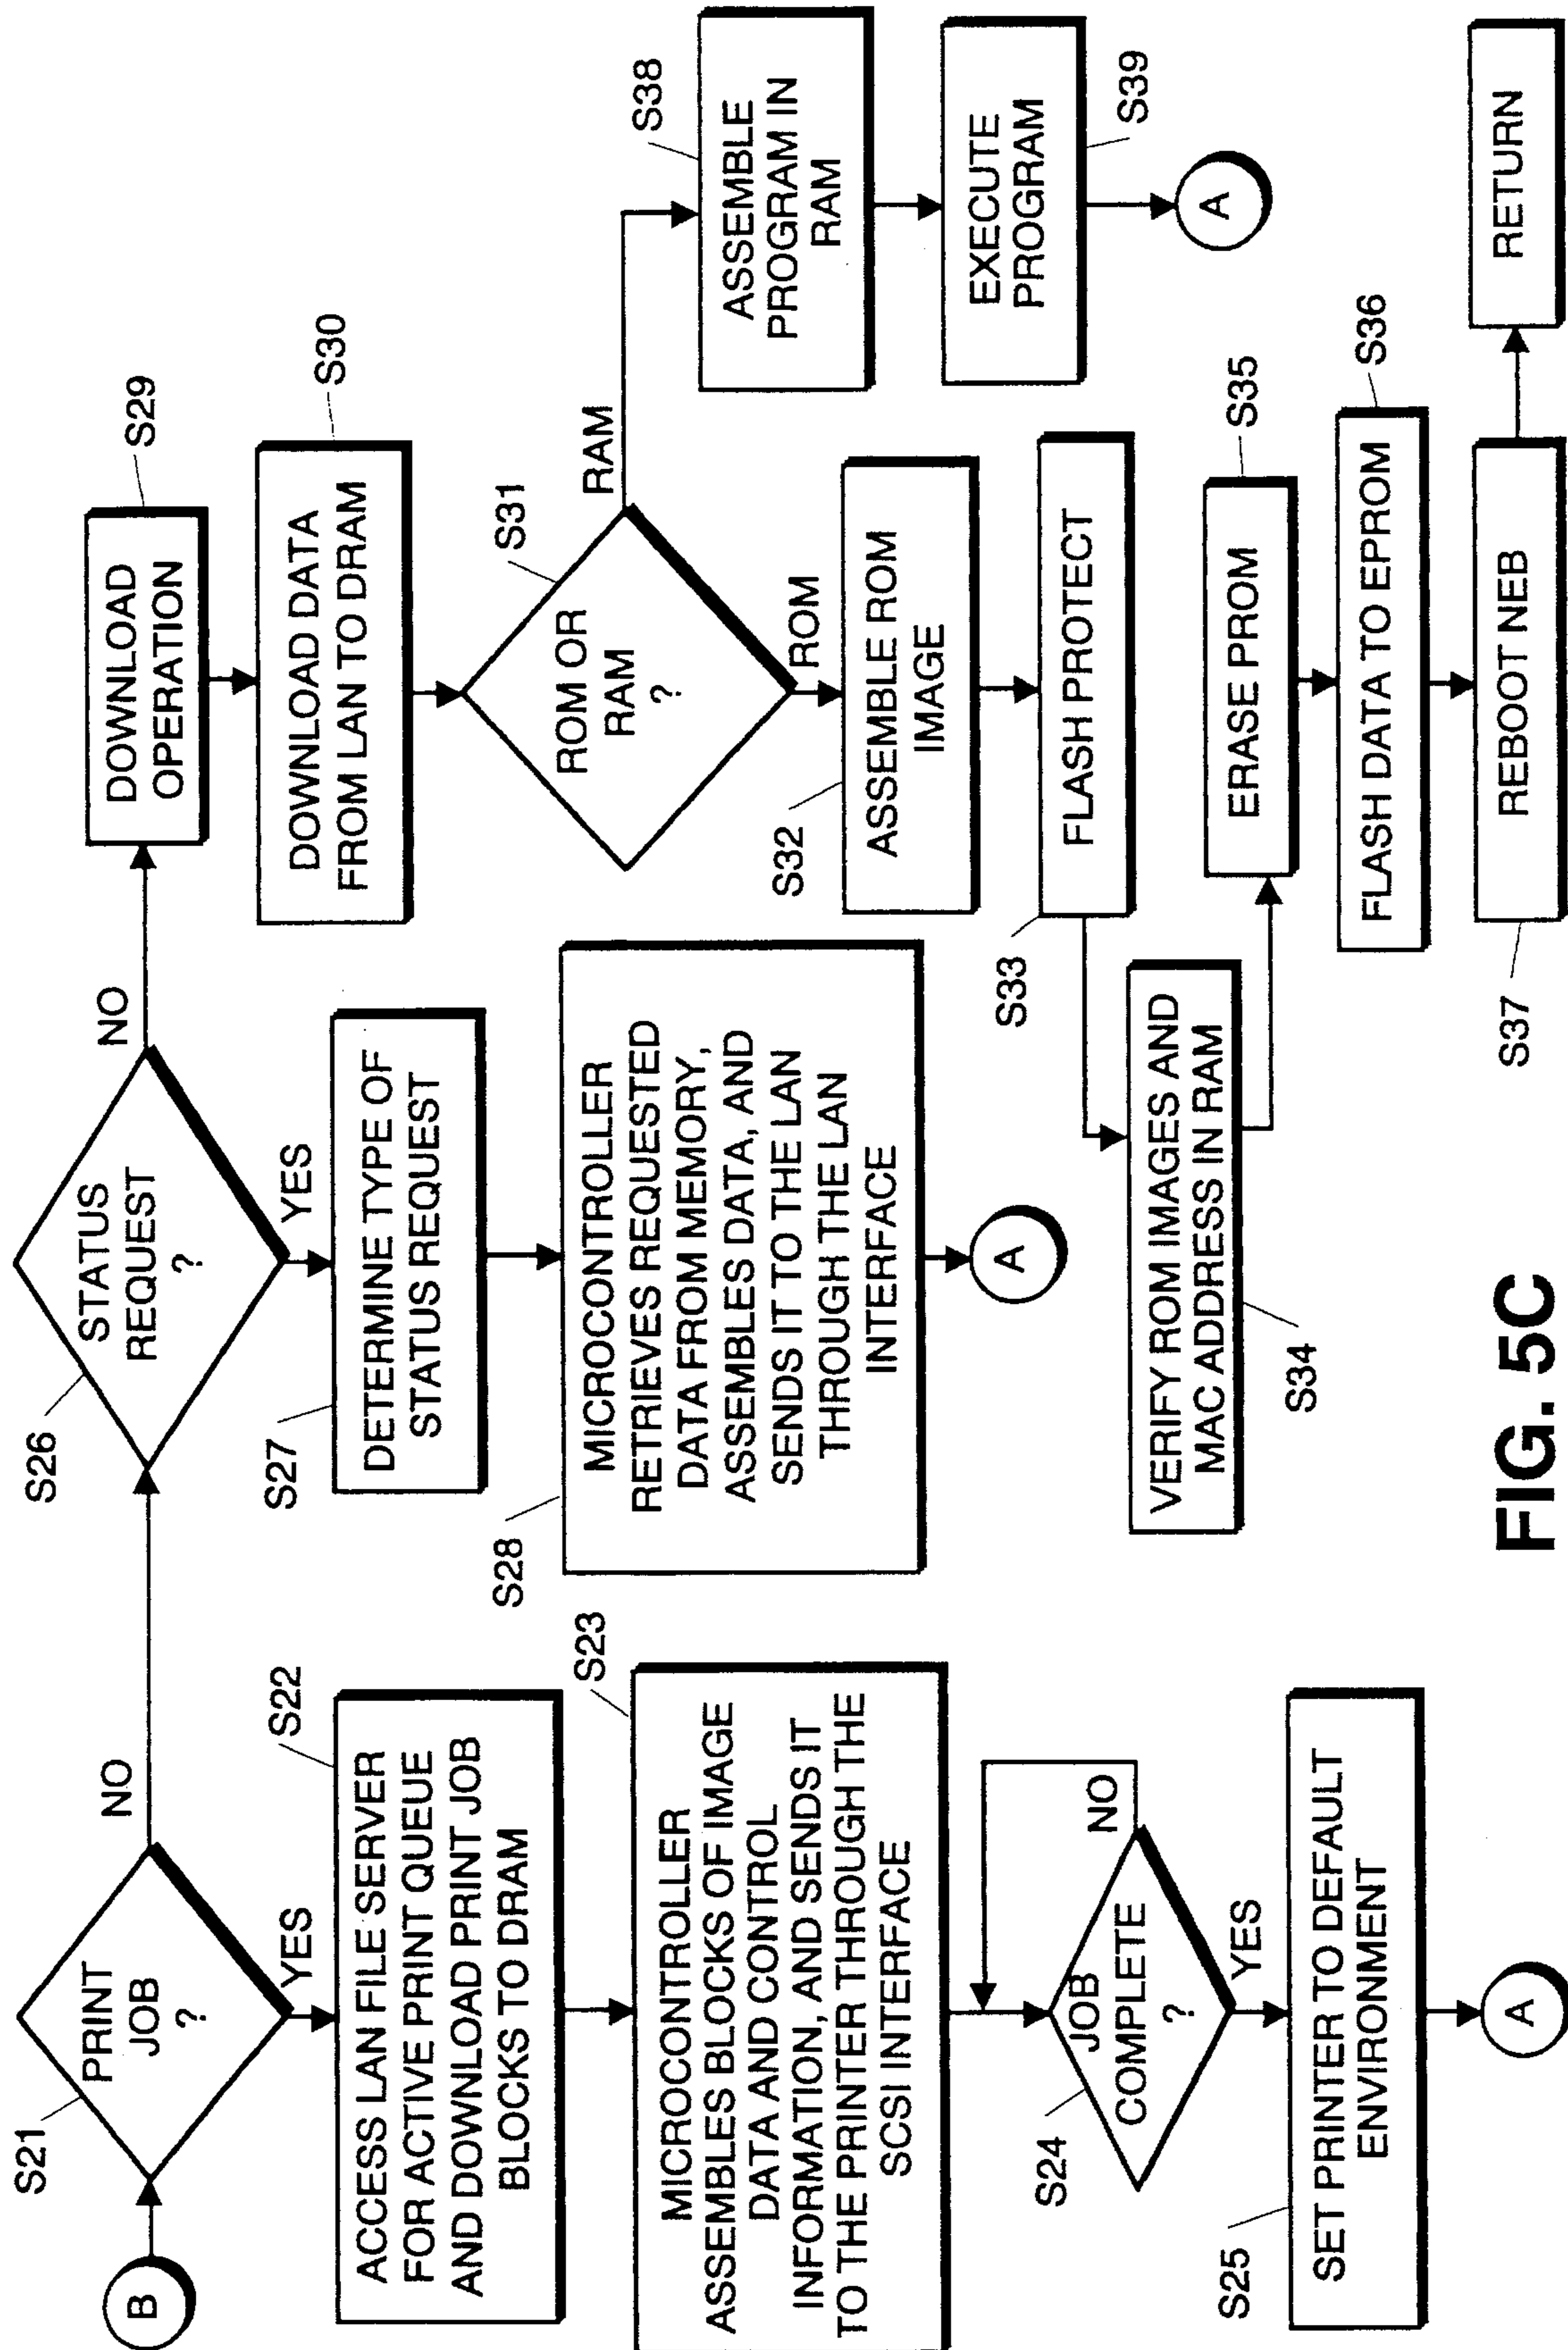 B
S21
PRINT
JOB
?
NO
YES
S22
ACCESS LAN FILE SERVER
FOR ACTIVE PRINT QUEUE
AND DOWNLOAD PRINT JOB
BLOCKS TO DRAM
S23
MICROCONTROLLER
ASSEMBLES BLOCKS OF IMAGE
DATA AND CONTROL
INFORMATION, AND SENDS IT
TO THE PRINTER THROUGH THE
SCSI INTERFACE
S24
JOB
COMPLETE
?
NO
YES
S25
SET PRINTER TO DEFAULT
ENVIRONMENT
A
S26
STATUS
REQUEST
?
NO
YES
S27
DETERMINE TYPE OF
STATUS REQUEST
S28
MICROCONTROLLER
RETRIEVES REQUESTED
DATA FROM MEMORY,
ASSEMBLES DATA, AND
SENDS IT TO THE LAN
THROUGH THE LAN
INTERFACE
A
S29
DOWNLOAD
OPERATION
S30
DOWNLOAD DATA
FROM LAN TO DRAM
S31
ROM OR
RAM
?
RAM
ROM
S32
ASSEMBLE ROM
IMAGE
S33
FLASH PROTECT
S34
VERIFY ROM IMAGES AND
MAC ADDRESS IN RAM
S35
ERASE PROM
S36
FLASH DATA TO EPROM
S37
REBOOT NEB
RETURN
S38
ASSEMBLE
PROGRAM IN
RAM
S39
EXECUTE
PROGRAM
A
FIG. 5C